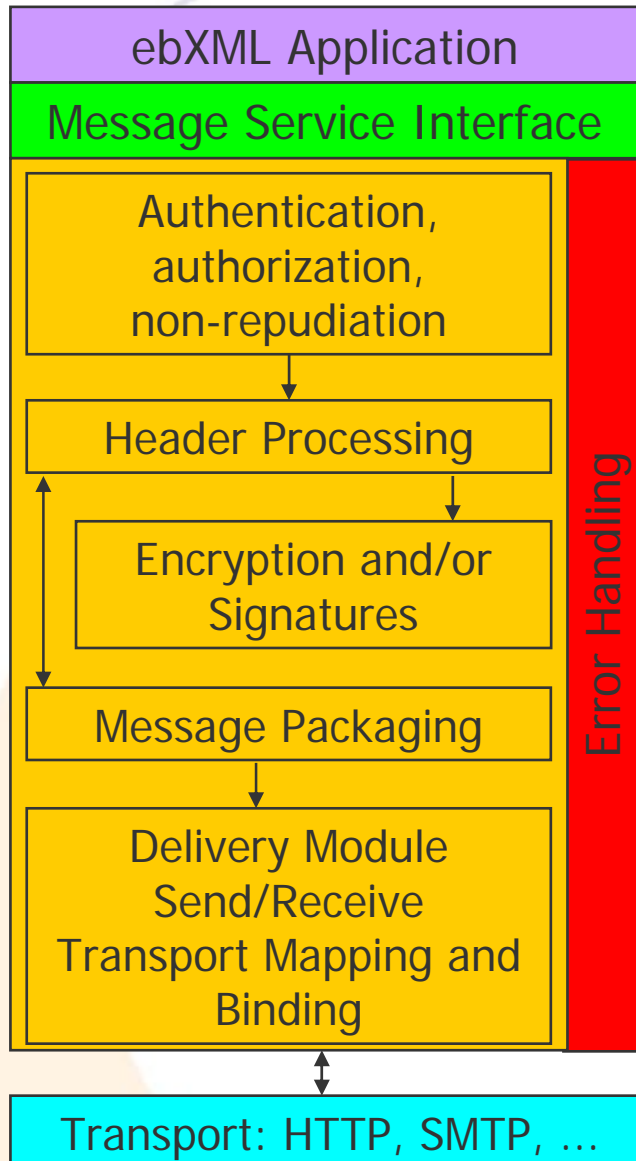 ebXML Application
Message Service Interface
Authentication,
authorization,
non-repudiation
Header Processing
Encryption and/or
Signatures
Message Packaging
Delivery Module
Send/Receive
Transport Mapping and
Binding
Error Handling
Transport: HTTP, SMTP, …